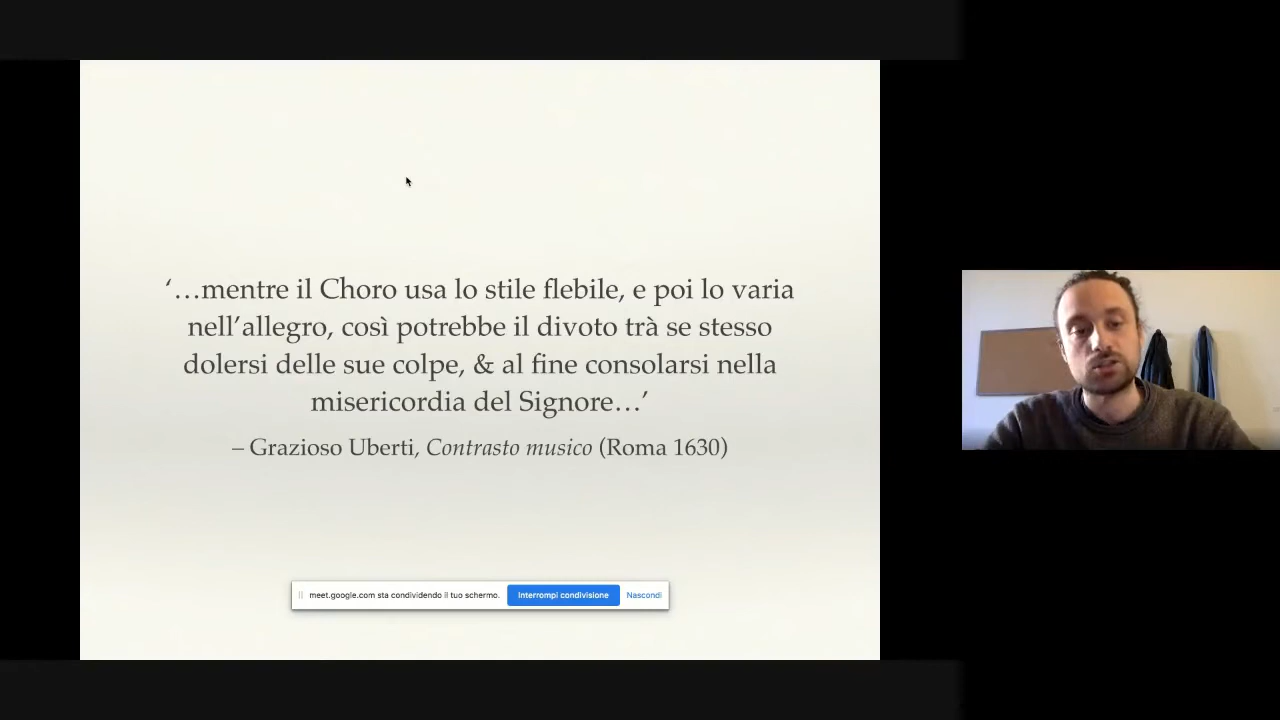 ‘…mentre il Choro usa lo stile flebile, e poi lo varia
nell’allegro, così potrebbe il divoto trà se stesso
dolersi delle sue colpe, & al fine consolarsi nella
misericordia del Signore…’
– Grazioso Uberti, Contrasto musico (Roma 1630)
meet.google.com sta condividendo il tuo schermo. Interrompi condivisione Nascondi